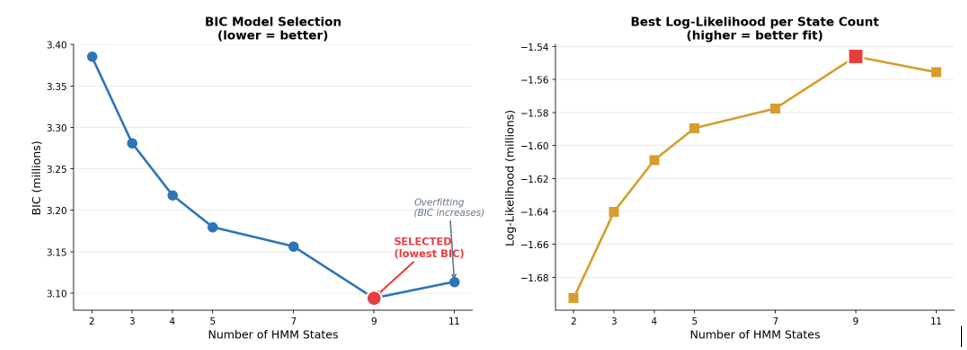 BIC Model Selection
(lower = better)
3.40
3.35
3.30
3.25
3.20
3.15
3.10
BIC (millions)
Overfitting
(BIC increases)
SELECTED
(lowest BIC)
2 3 4 5 7 9 11
Number of HMM States
Best Log-Likelihood per State Count
(higher = better fit)
−1.54
−1.56
−1.58
−1.60
−1.62
−1.64
−1.66
−1.68
Log-Likelihood (millions)
2 3 4 5 7 9 11
Number of HMM States